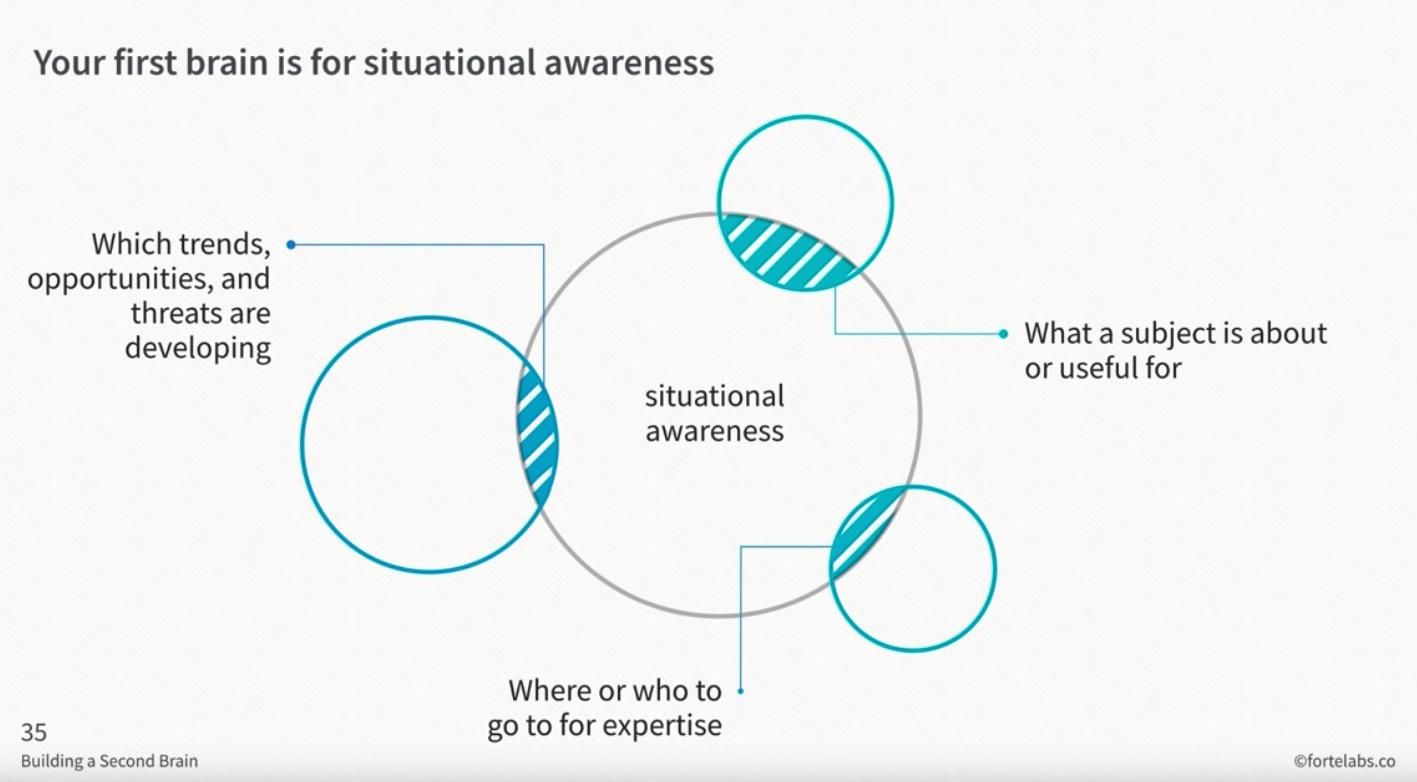 Your first brain is for situational awareness
Which trends,
opportunities, and
threats are
developing
What a subject is about
or useful for
situational
awareness
Where or who to
go to for expertise
35
Building a Second Brain
©fortelabs.co